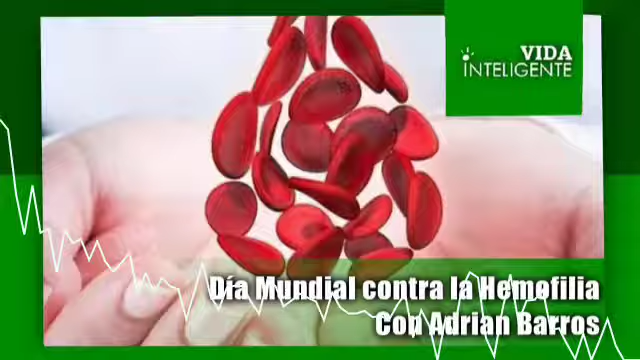 VIDA
INTELIGENTE
Día Mundial contra la Hemofilia
Con Adrian Barros